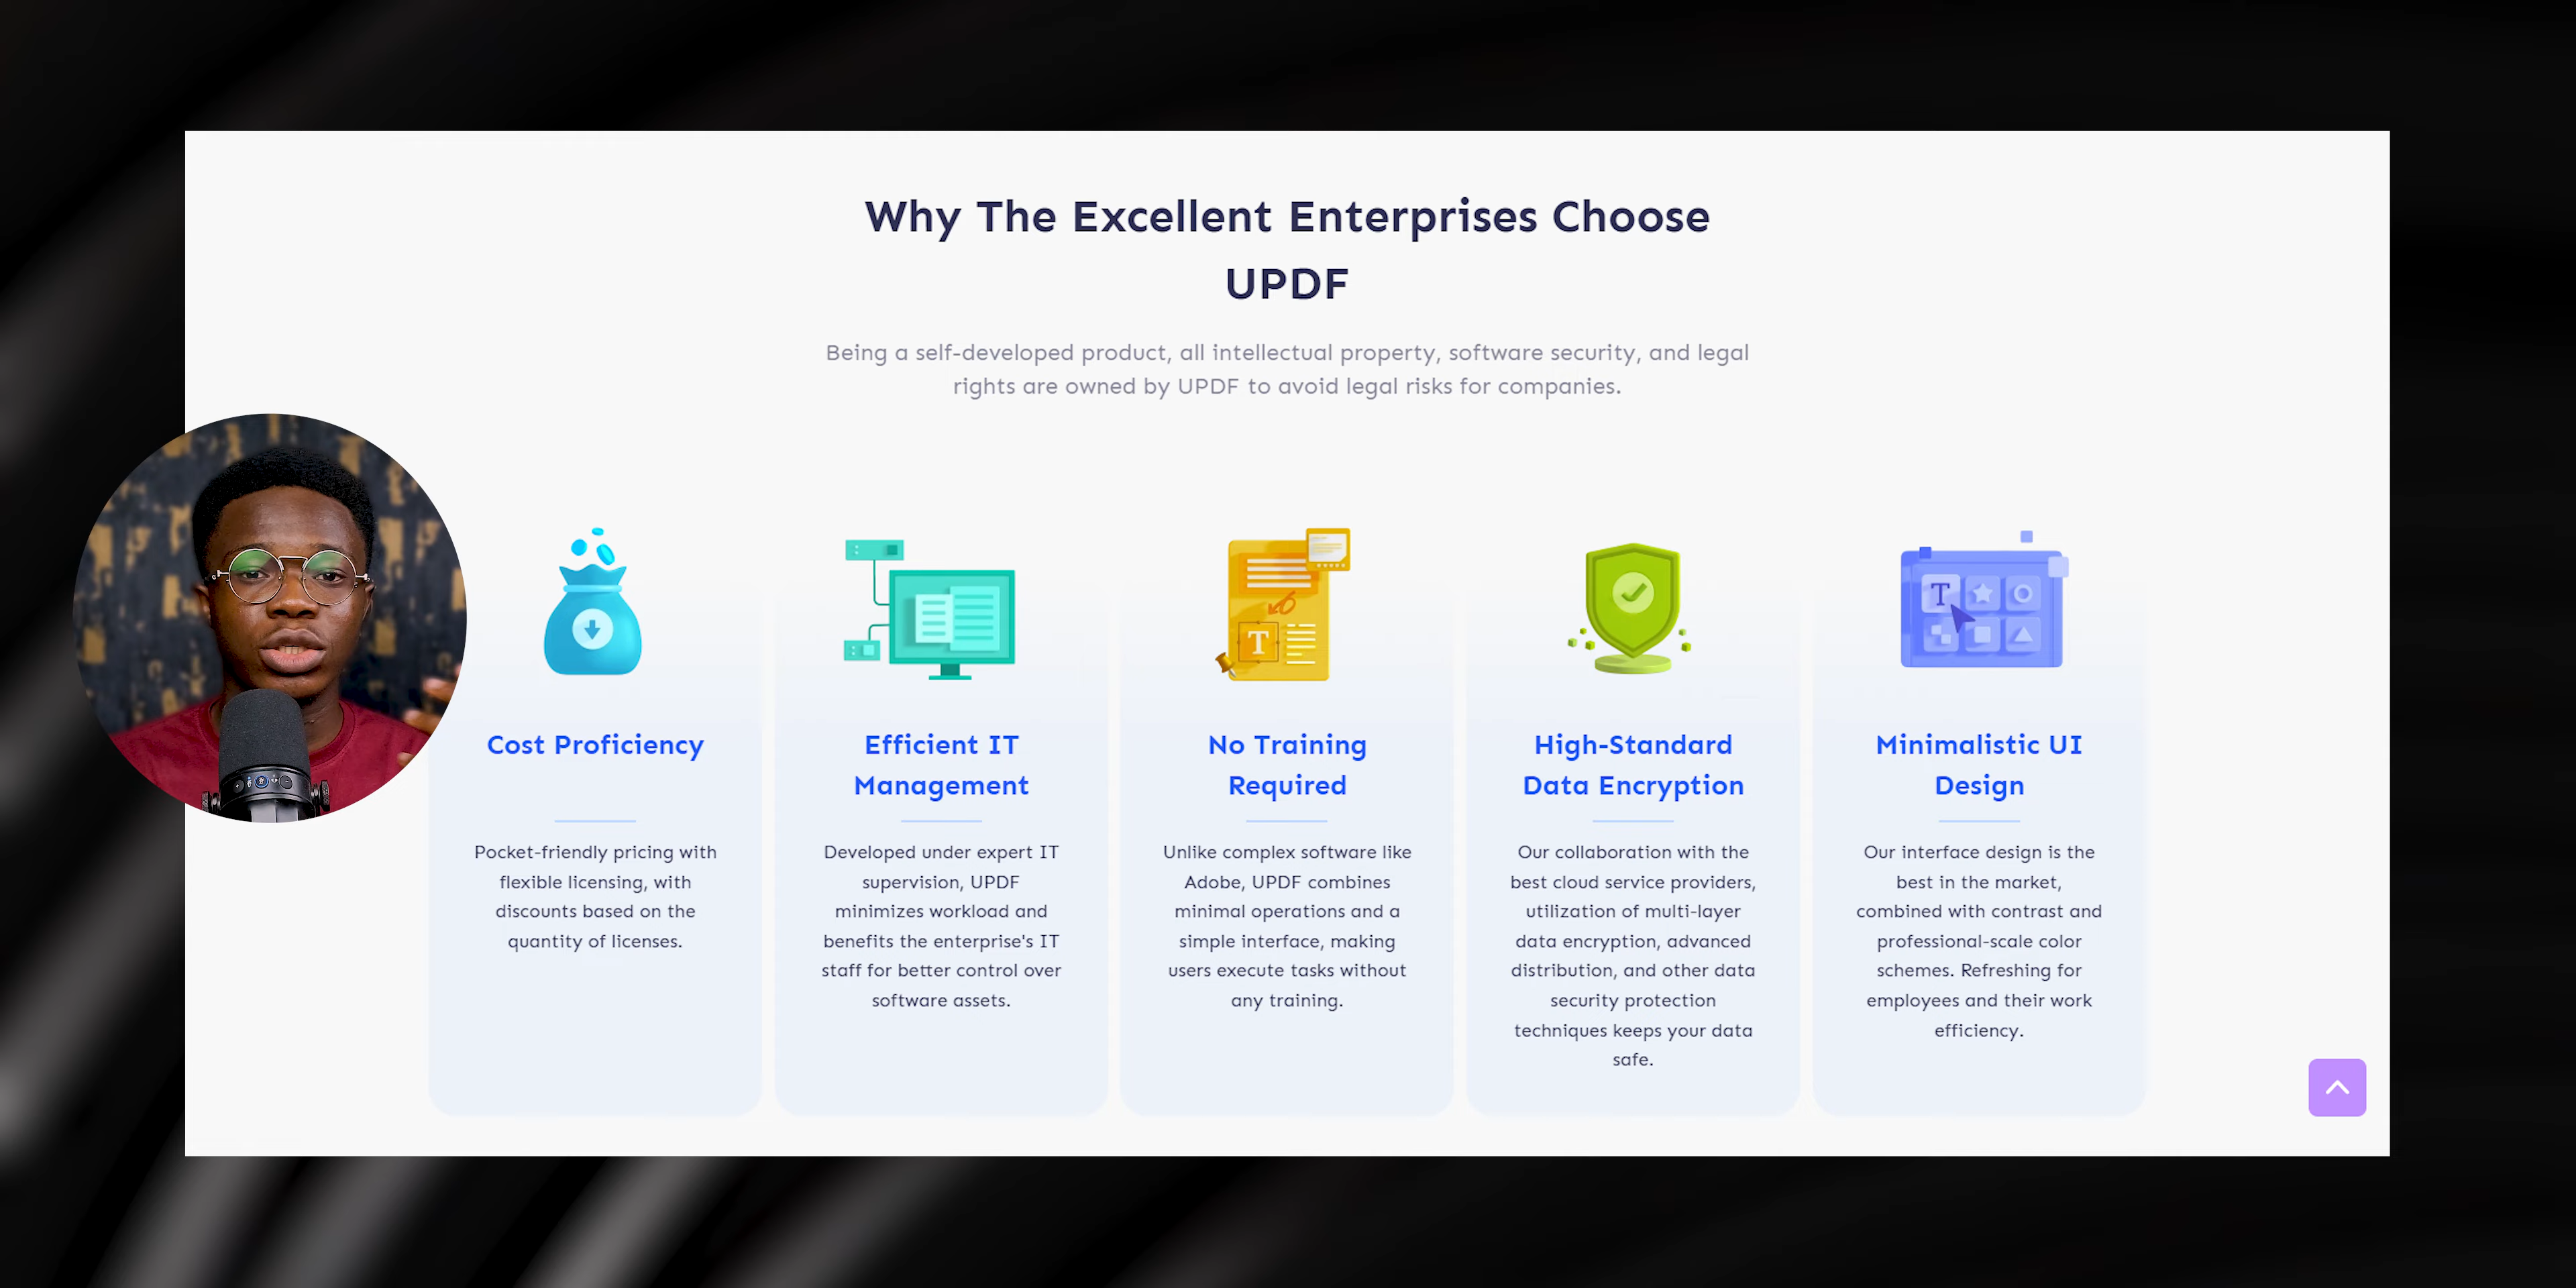 Why The Excellent Enterprises Choose
UPDF
Being a self-developed product, all intellectual property, software security, and legal
rights are owned by UPDF to avoid legal risks for companies.
Cost Proficiency
Pocket-friendly pricing with
flexible licensing, with
discounts based on the
quantity of licenses.
Efficient IT
Management
Developed under expert IT
supervision, UPDF
minimizes workload and
benefits the enterprise's IT
staff for better control over
software assets.
T
No Training
Required
Unlike complex software like
Adobe, UPDF combines
minimal operations and a
simple interface, making
users execute tasks without
any training.
High-Standard
Data Encryption
Our collaboration with the
best cloud service providers,
utilization of multi-layer
data encryption, advanced
distribution, and other data
security protection
techniques keeps your data
safe.
T
Minimalistic UI
Design
Our interface design is the
best in the market,
combined with contrast and
professional-scale color
schemes. Refreshing for
employees and their work
efficiency.